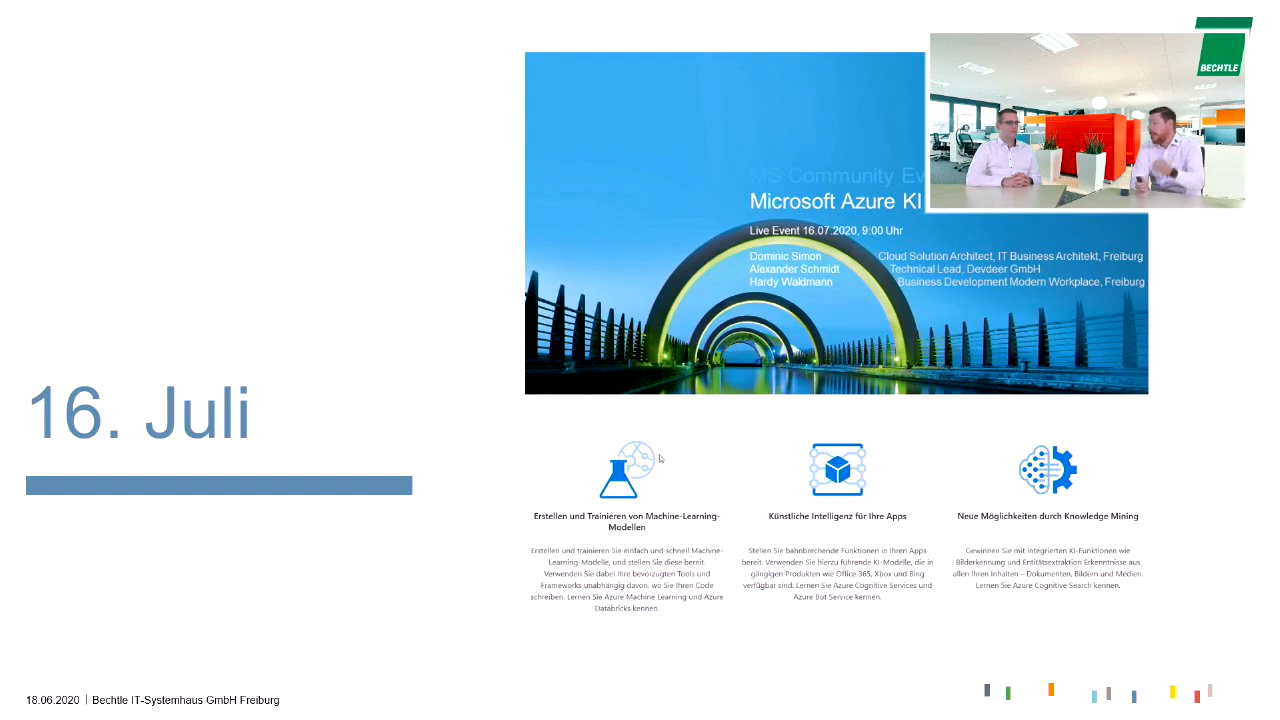 BECHTLE
MS Community Ev
Microsoft Azure KI
Live Event 16.07.2020, 9:00 Uhr
Dominic Simon Cloud Solution Architect, IT Business Architekt, Freiburg
Alexander Schmidt Technical Lead, Devdeer GmbH
Hardy Waldmann Business Development Modern Workplace, Freiburg
16. Juli
Erstellen und Trainieren von Machine-Learning-
Modellen
Erstellen und trainieren Sie einfach und schnell Machine-
Learning-Modelle, und stellen Sie diese bereit.
Verwenden Sie dabei Ihre bevorzugten Tools und
Frameworks unabhängig davon, wo Sie Ihren Code
schreiben. Lernen Sie Azure Machine Learning und Azure
Databricks kennen.
Künstliche Intelligenz für Ihre Apps
Stellen Sie bahnbrechende Funktionen in Ihren Apps
bereit. Verwenden Sie hierzu führende KI-Modelle, die in
gängigen Produkten wie Office 365, Xbox und Bing
verfügbar sind. Lernen Sie Azure Cognitive Services und
Azure Bot Service kennen.
Neue Möglichkeiten durch Knowledge Mining
Gewinnen Sie mit integrierten KI-Funktionen wie
Bilderkennung und Entitätsextraktion Erkenntnisse aus
allen Ihren Inhalten – Dokumenten, Bildern und Medien.
Lernen Sie Azure Cognitive Search kennen.
18.06.2020 | Bechtle IT-Systemhaus GmbH Freiburg